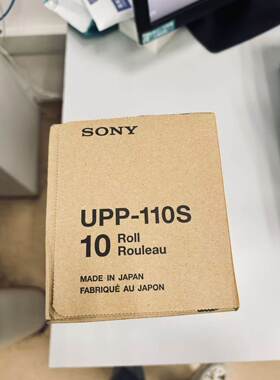 SONY
UPP-110S
10 Roll
Rouleau
MADE IN JAPAN
FABRIQUÉ AU JAPON